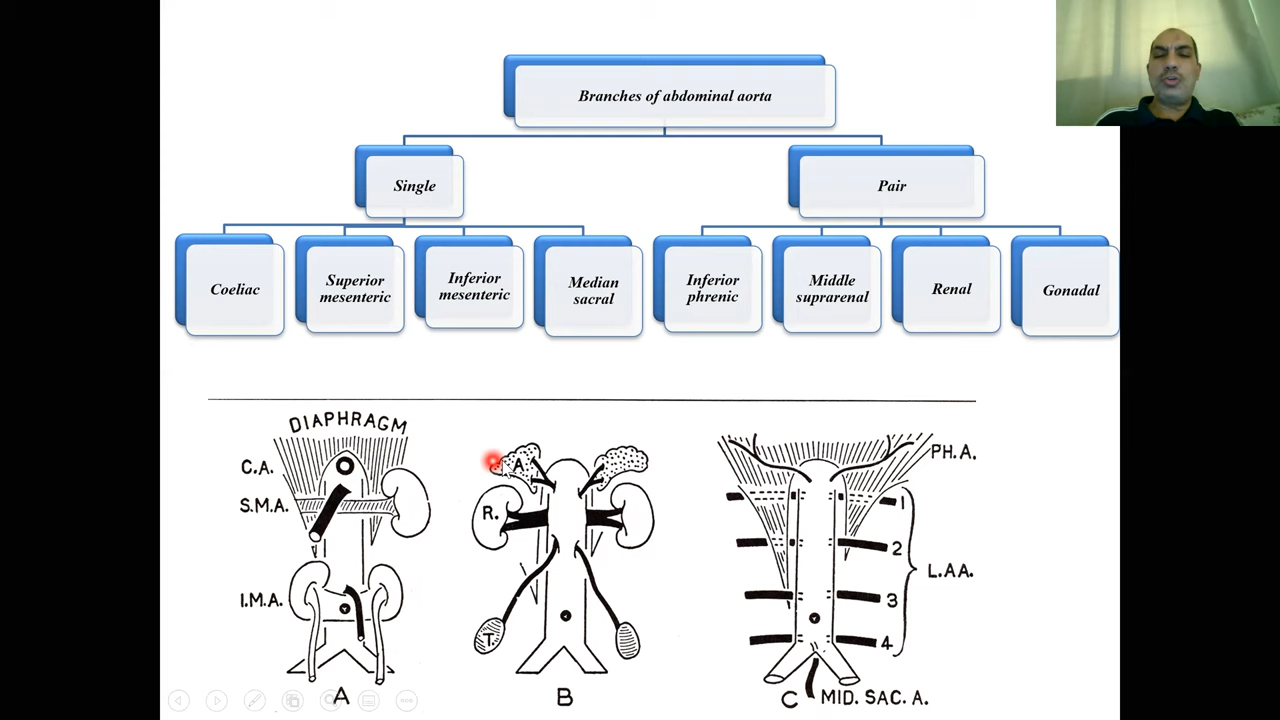 Branches of abdominal aorta
Single
Pair
Coeliac
Superior
mesenteric
Inferior
mesenteric
Median
sacral
Inferior
phrenic
Middle
suprarenal
Renal
Gonadal
DIAPHRAGM
C.A.
S.M.A.
I.M.A.
A
A
R.
T.
B
PH.A.
1
2
L.AA.
3
4
C
MID. SAC. A.